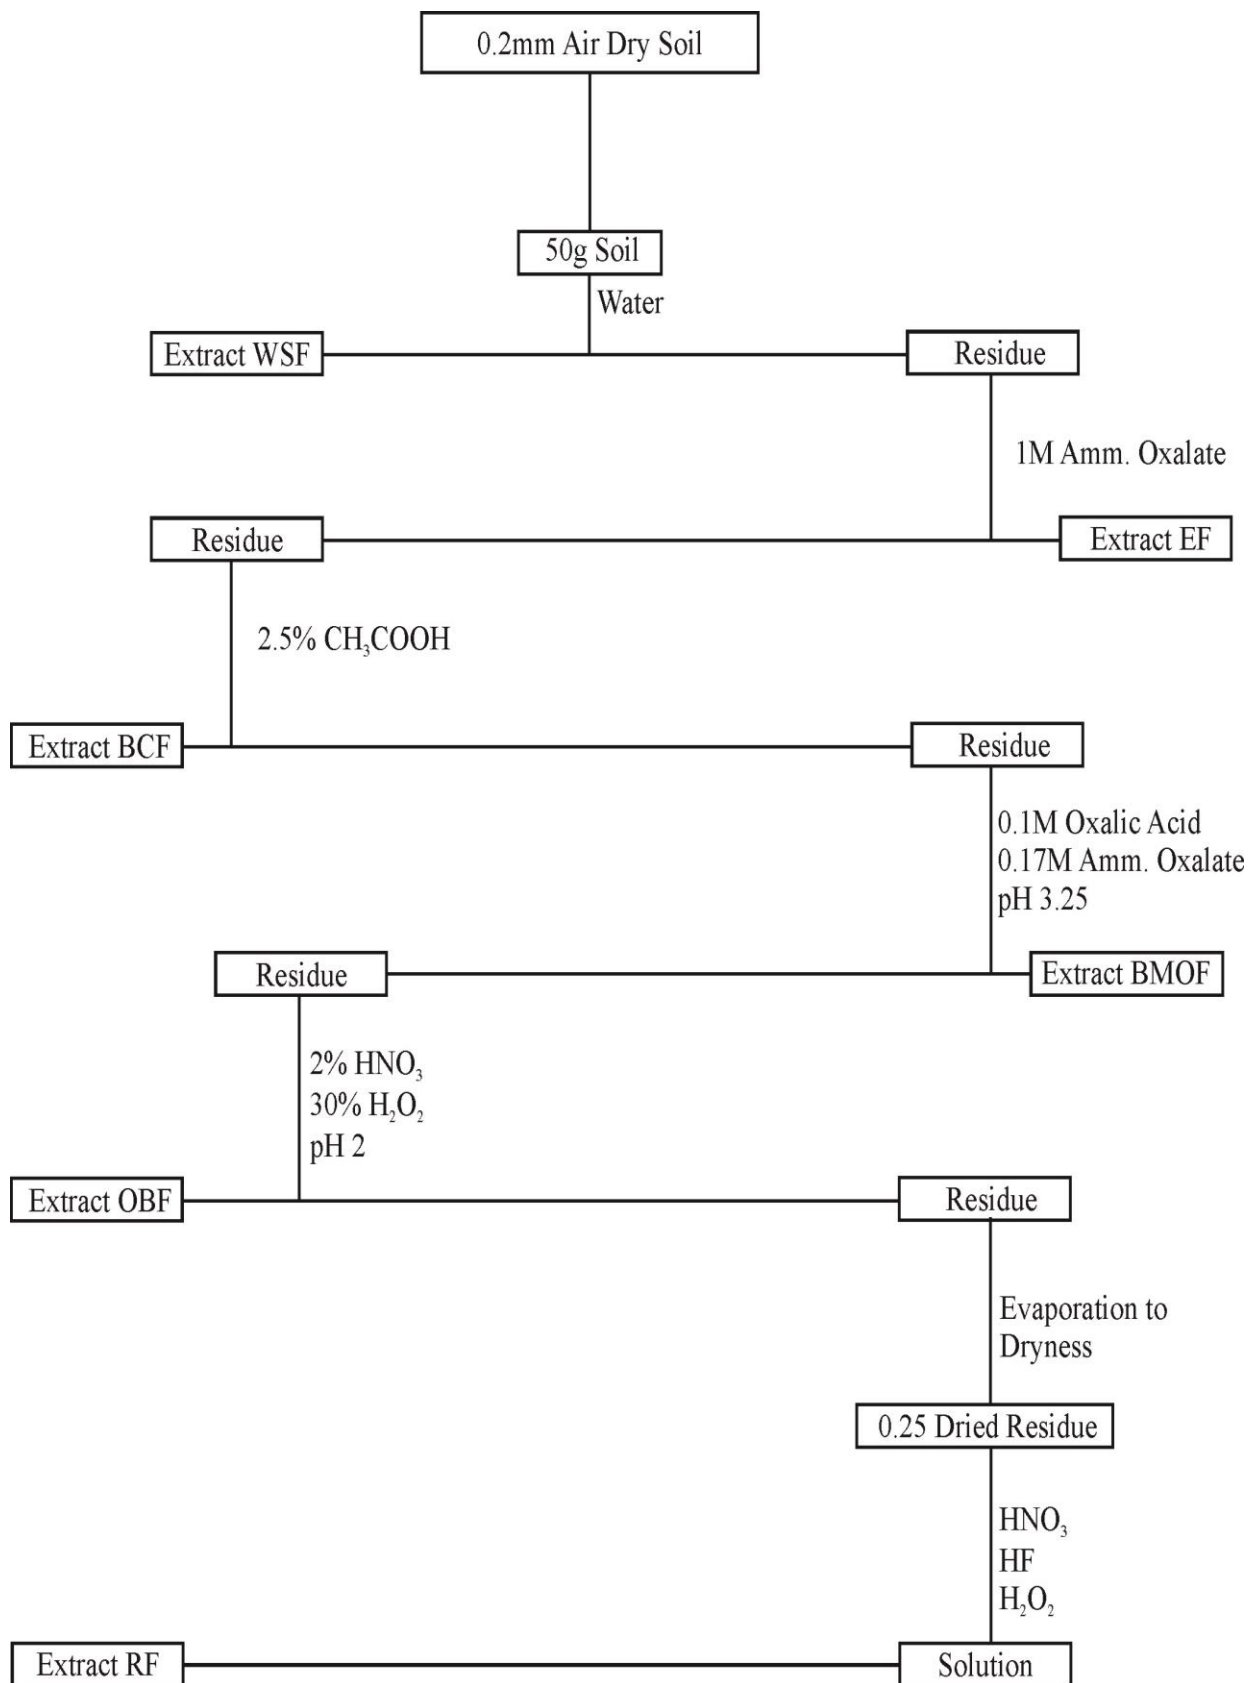 0.2mm Air Dry Soil
50g Soil
Water
Extract WSF
Residue
1M Amm. Oxalate
Residue
Extract EF
2.5% CH₃COOH
Extract BCF
Residue
0.1M Oxalic Acid
0.17M Amm. Oxalate
pH 3.25
Residue
Extract BMOF
2% HNO₃
30% H₂O₂
pH 2
Extract OBF
Residue
Evaporation to
Dryness
0.25 Dried Residue
HNO₃
HF
H₂O₂
Extract RF
Solution